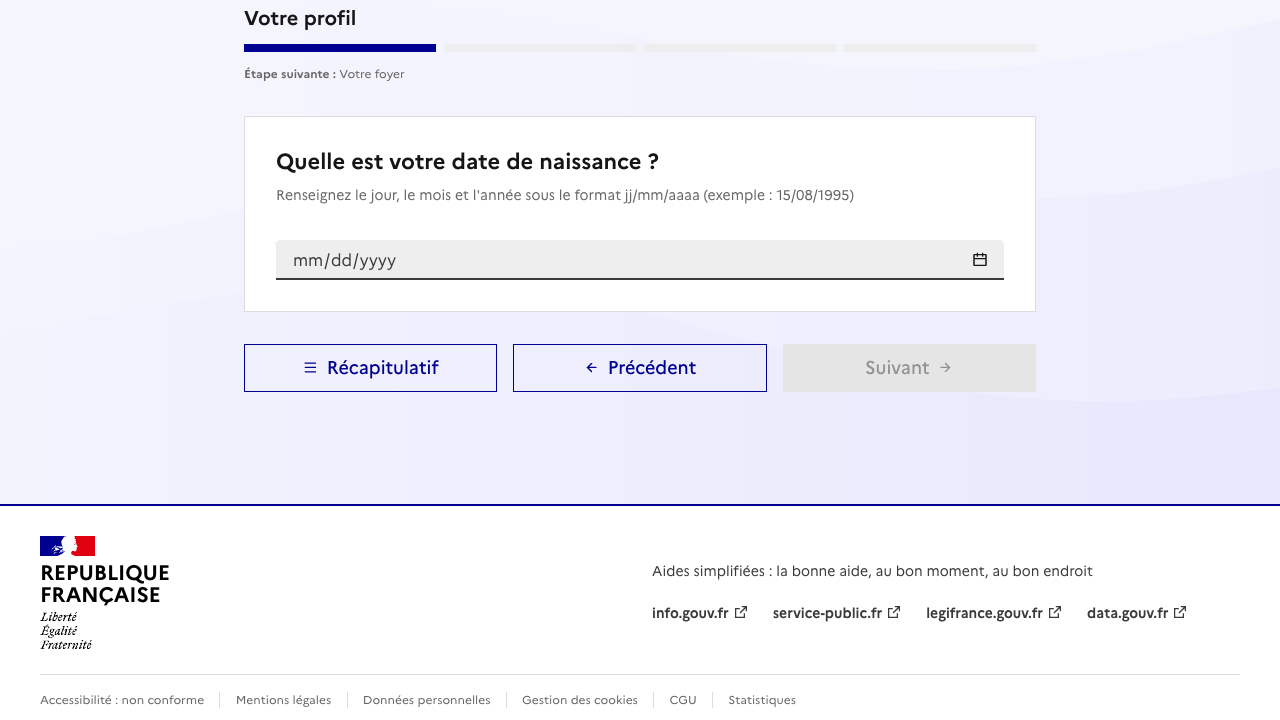 Votre profil
Étape suivante : Votre foyer
Quelle est votre date de naissance ?
Renseignez le jour, le mois et l'année sous le format jj/mm/aaaa (exemple : 15/08/1995)
mm/dd/yyyy
Récapitulatif
Précédent
Suivant
RÉPUBLIQUE
FRANÇAISE
Liberté
Égalité
Fraternité
Aides simplifiées : la bonne aide, au bon moment, au bon endroit
info.gouv.fr
service-public.fr
legifrance.gouv.fr
data.gouv.fr
Accessibilité : non conforme
Mentions légales
Données personnelles
Gestion des cookies
CGU
Statistiques